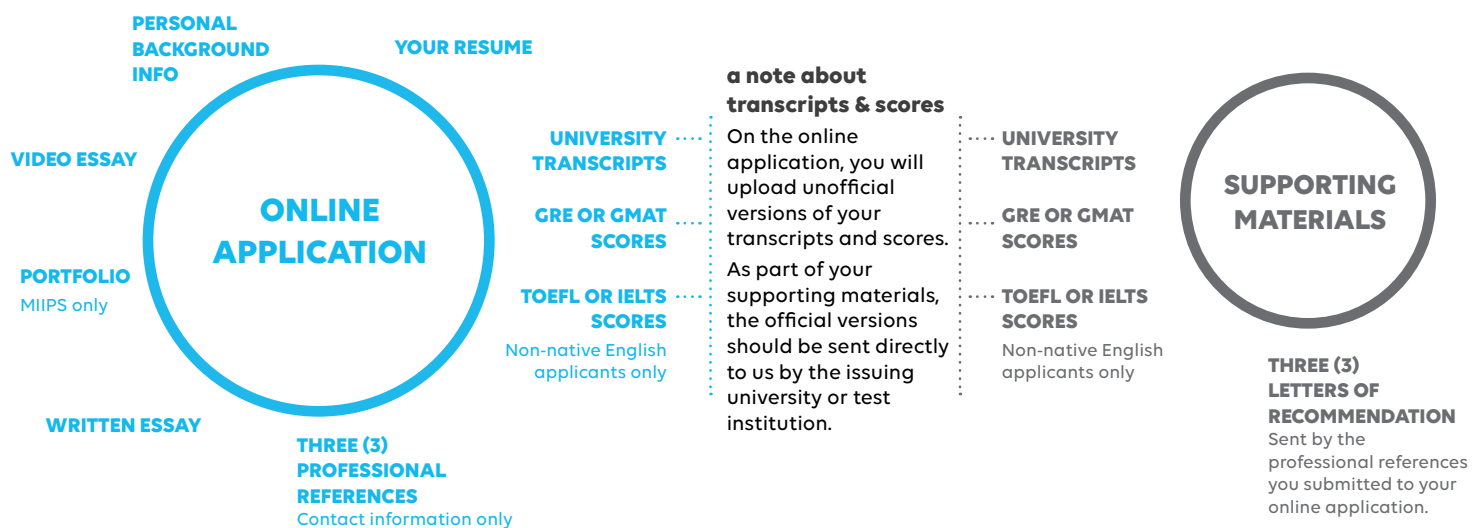 PERSONAL
BACKGROUND
INFO
YOUR RESUME
VIDEO ESSAY
ONLINE
APPLICATION
PORTFOLIO
MIIPS only
WRITTEN ESSAY
THREE (3)
PROFESSIONAL
REFERENCES
Contact information only
UNIVERSITY
TRANSCRIPTS
GRE OR GMAT
SCORES
TOEFL OR IELTS
SCORES
Non-native English
applicants only
a note about
transcripts & scores
On the online
application, you will
upload unofficial
versions of your
transcripts and scores.
As part of your
supporting materials,
the official versions
should be sent directly
to us by the issuing
university or test
institution.
UNIVERSITY
TRANSCRIPTS
GRE OR GMAT
SCORES
TOEFL OR IELTS
SCORES
Non-native English
applicants only
SUPPORTING
MATERIALS
THREE (3)
LETTERS OF
RECOMMENDATION
Sent by the
professional references
you submitted to your
online application.